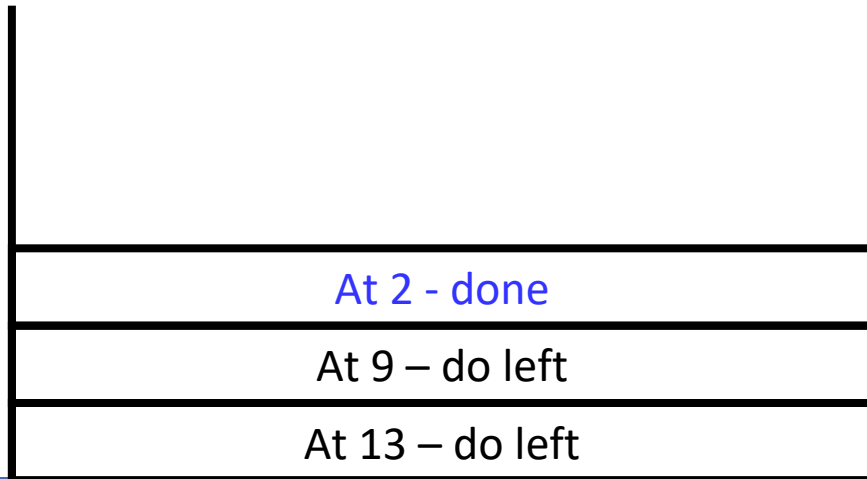 At 2 - done
At 9 – do left
At 13 – do left